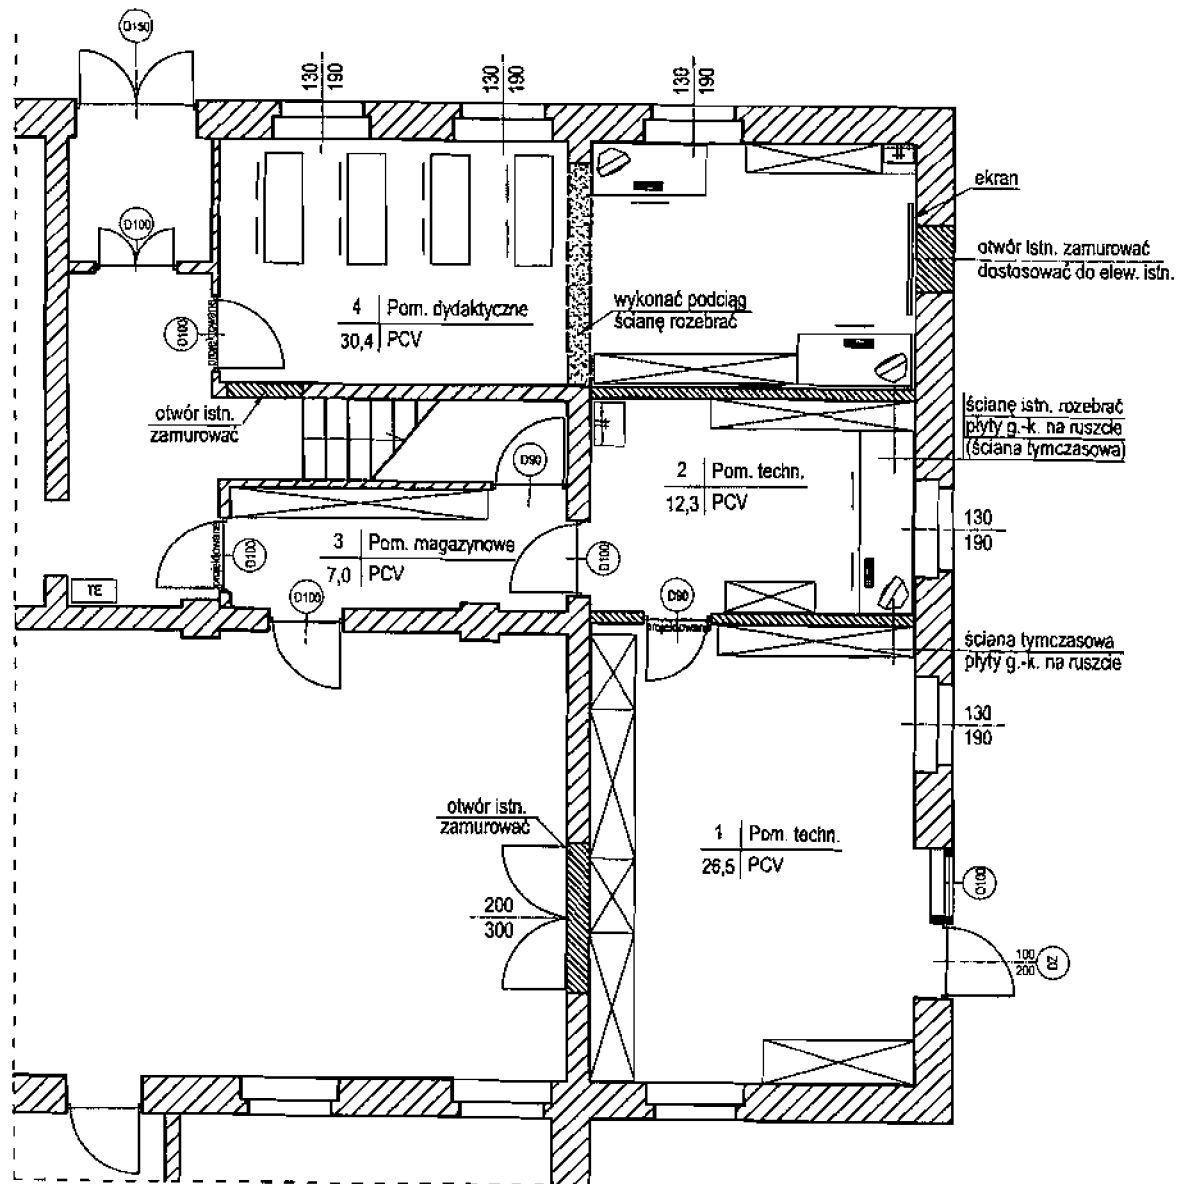 D150
130
190
130
190
130
190
D100
ekran
otwór istn. zamurować
dostosować do elew. istn.
wykonać podciąg
ścianę rozebrać
4 Pom. dydaktyczne
30,4 PCV
D100
projektowane
otwór istn.
zamurować
ścianę istn. rozebrać
płyty g.-k. na ruszcie
(ściana tymczasowa)
D90
2 Pom. techn.
12,3 PCV
130
190
3 Pom. magazynowe
7,0 PCV
D100
projektowane
D100
TE
D100
D90
projektowane
ściana tymczasowa
płyty g.-k. na ruszcie
130
190
otwór istn.
zamurować
1 Pom. techn.
26,5 PCV
200
300
D100
100
200
DZ